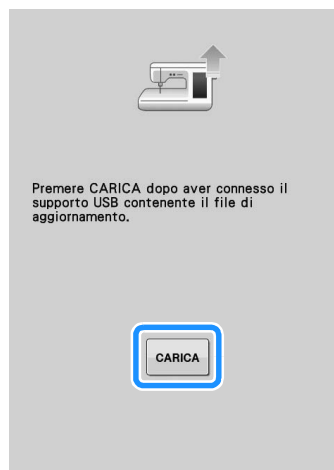 Premere CARICA dopo aver connesso il
supporto USB contenente il file di
aggiornamento.
CARICA